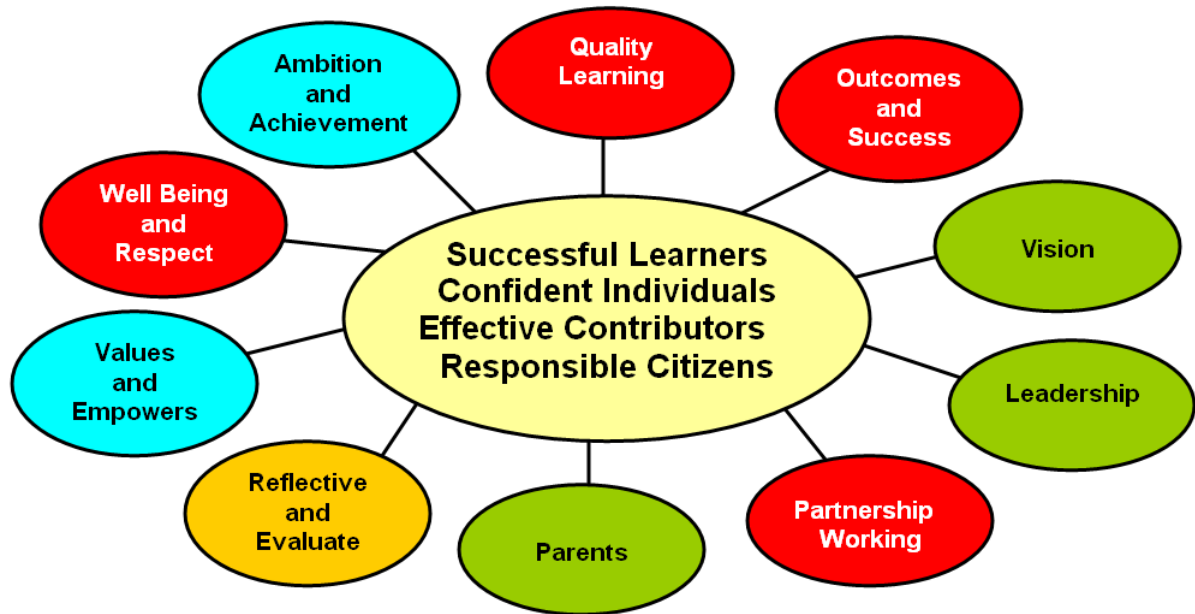 Ambition
and
Achievement
Quality
Learning
Outcomes
and
Success
Well Being
and
Respect
Vision
Successful Learners
Confident Individuals
Effective Contributors
Responsible Citizens
Values
and
Empowers
Leadership
Reflective
and
Evaluate
Parents
Partnership
Working